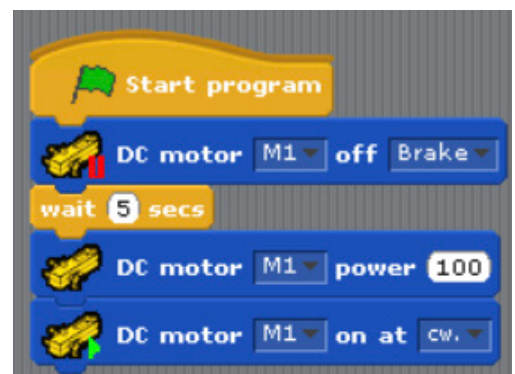 Start program
DC motor M1 off Brake
wait 5 secs
DC motor M1 power 100
DC motor M1 on at cw.